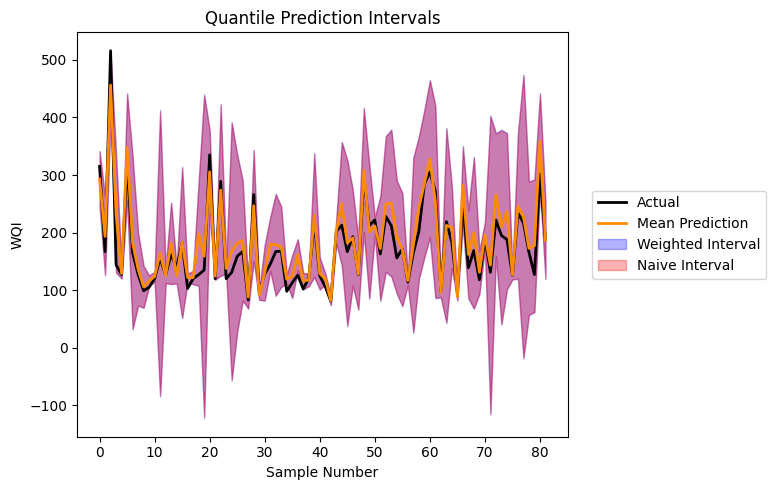 Quantile Prediction Intervals
WQI
500
400
300
200
100
0
−100
0 10 20 30 40 50 60 70 80
Sample Number
Actual
Mean Prediction
Weighted Interval
Naive Interval